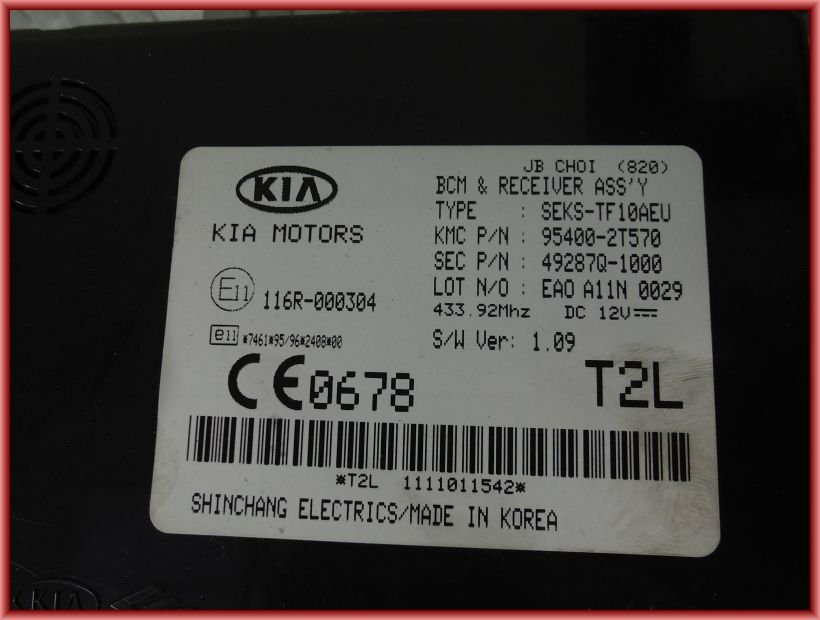 JB CHOI (820)
KIA
KIA MOTORS
BCM & RECEIVER ASS'Y
TYPE : SEKS-TF10AEU
KMC P/N : 95400-2T570
SEC P/N : 49287Q-1000
LOT N/O : EAO A11N 0029
433.92Mhz DC 12V
S/W Ver: 1.09
E11 116R-000304
e11 *7461*95/96*2408*00
CE0678
T2L
*T2L 1111011542*
SHINCHANG ELECTRICS/MADE IN KOREA
KIA